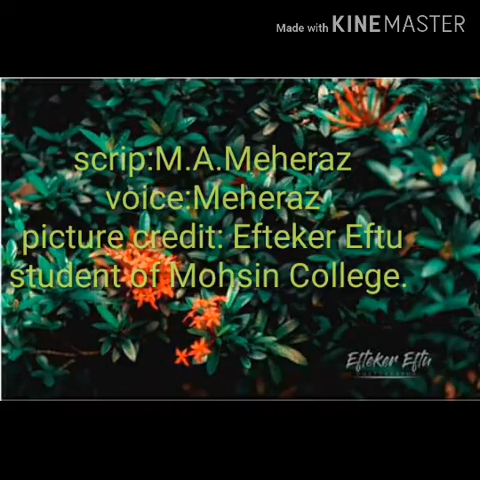 Made with KINEMASTER
scrip:M.A.Meheraz
voice:Meheraz
picture credit: Efteker Eftu
student of Mohsin College.
Efteker Eftu